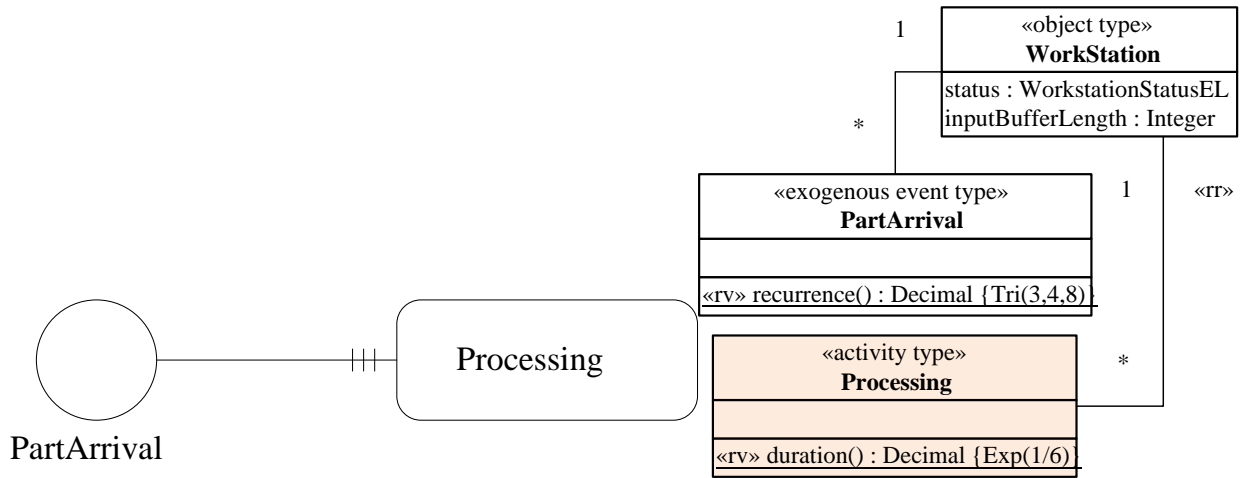 1
«object type»
WorkStation
status : WorkstationStatusEL
inputBufferLength : Integer
*
«exogenous event type»
PartArrival
«rv» recurrence() : Decimal {Tri(3,4,8)}
1
«rr»
Processing
PartArrival
«activity type»
Processing
«rv» duration() : Decimal {Exp(1/6)}
*